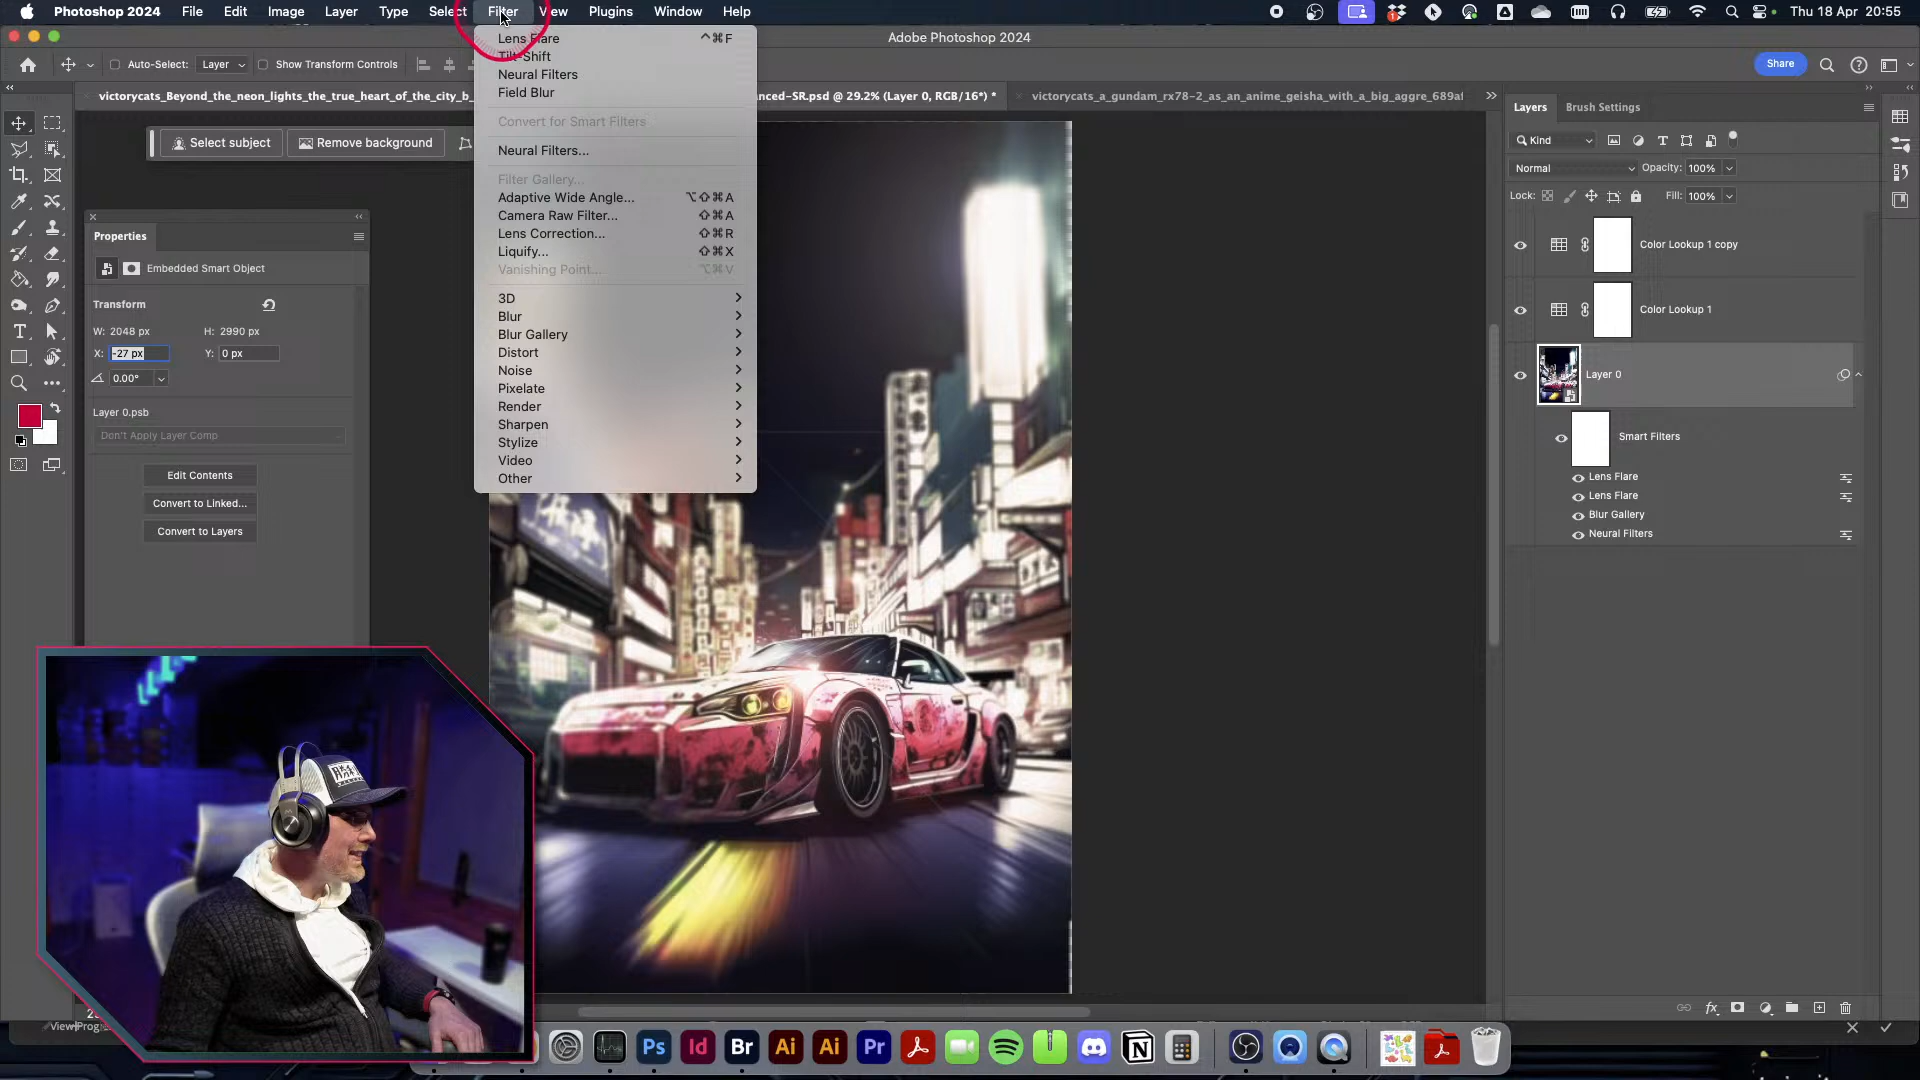 Photoshop 2024 File Edit Image Layer Type Select Filter View Plugins Window Help Thu 18 Apr 20:55
Adobe Photoshop 2024
Auto-Select: Layer Show Transform Controls Share
victorycats_Beyond_the_neon_lights_the_true_heart_of_the_city_b_ anced-SR.psd @ 29.2% (Layer 0, RGB/16*) * victorycats_a_gundam_rx78-2_as_an_anime_geisha_with_a_big_aggre_689af
Select subject Remove background
Properties
Embedded Smart Object
Transform
W: 2048 px H: 2990 px
X: -27 px Y: 0 px
0.00°
Layer 0.psb
Don't Apply Layer Comp
Edit Contents
Convert to Linked...
Convert to Layers
Lens Flare ^⌘F
Tilt-Shift
Neural Filters
Field Blur
Convert for Smart Filters
Neural Filters...
Filter Gallery...
Adaptive Wide Angle... ⌥⇧⌘A
Camera Raw Filter... ⇧⌘A
Lens Correction... ⇧⌘R
Liquify... ⇧⌘X
Vanishing Point... ⌥⌘V
3D
Blur
Blur Gallery
Distort
Noise
Pixelate
Render
Sharpen
Stylize
Video
Other
Layers Brush Settings
Kind
Normal Opacity: 100%
Lock: Fill: 100%
Color Lookup 1 copy
Color Lookup 1
Layer 0
Smart Filters
Lens Flare
Lens Flare
Blur Gallery
Neural Filters
fx
View Prog
Ps Id Br Ai Ai Pr